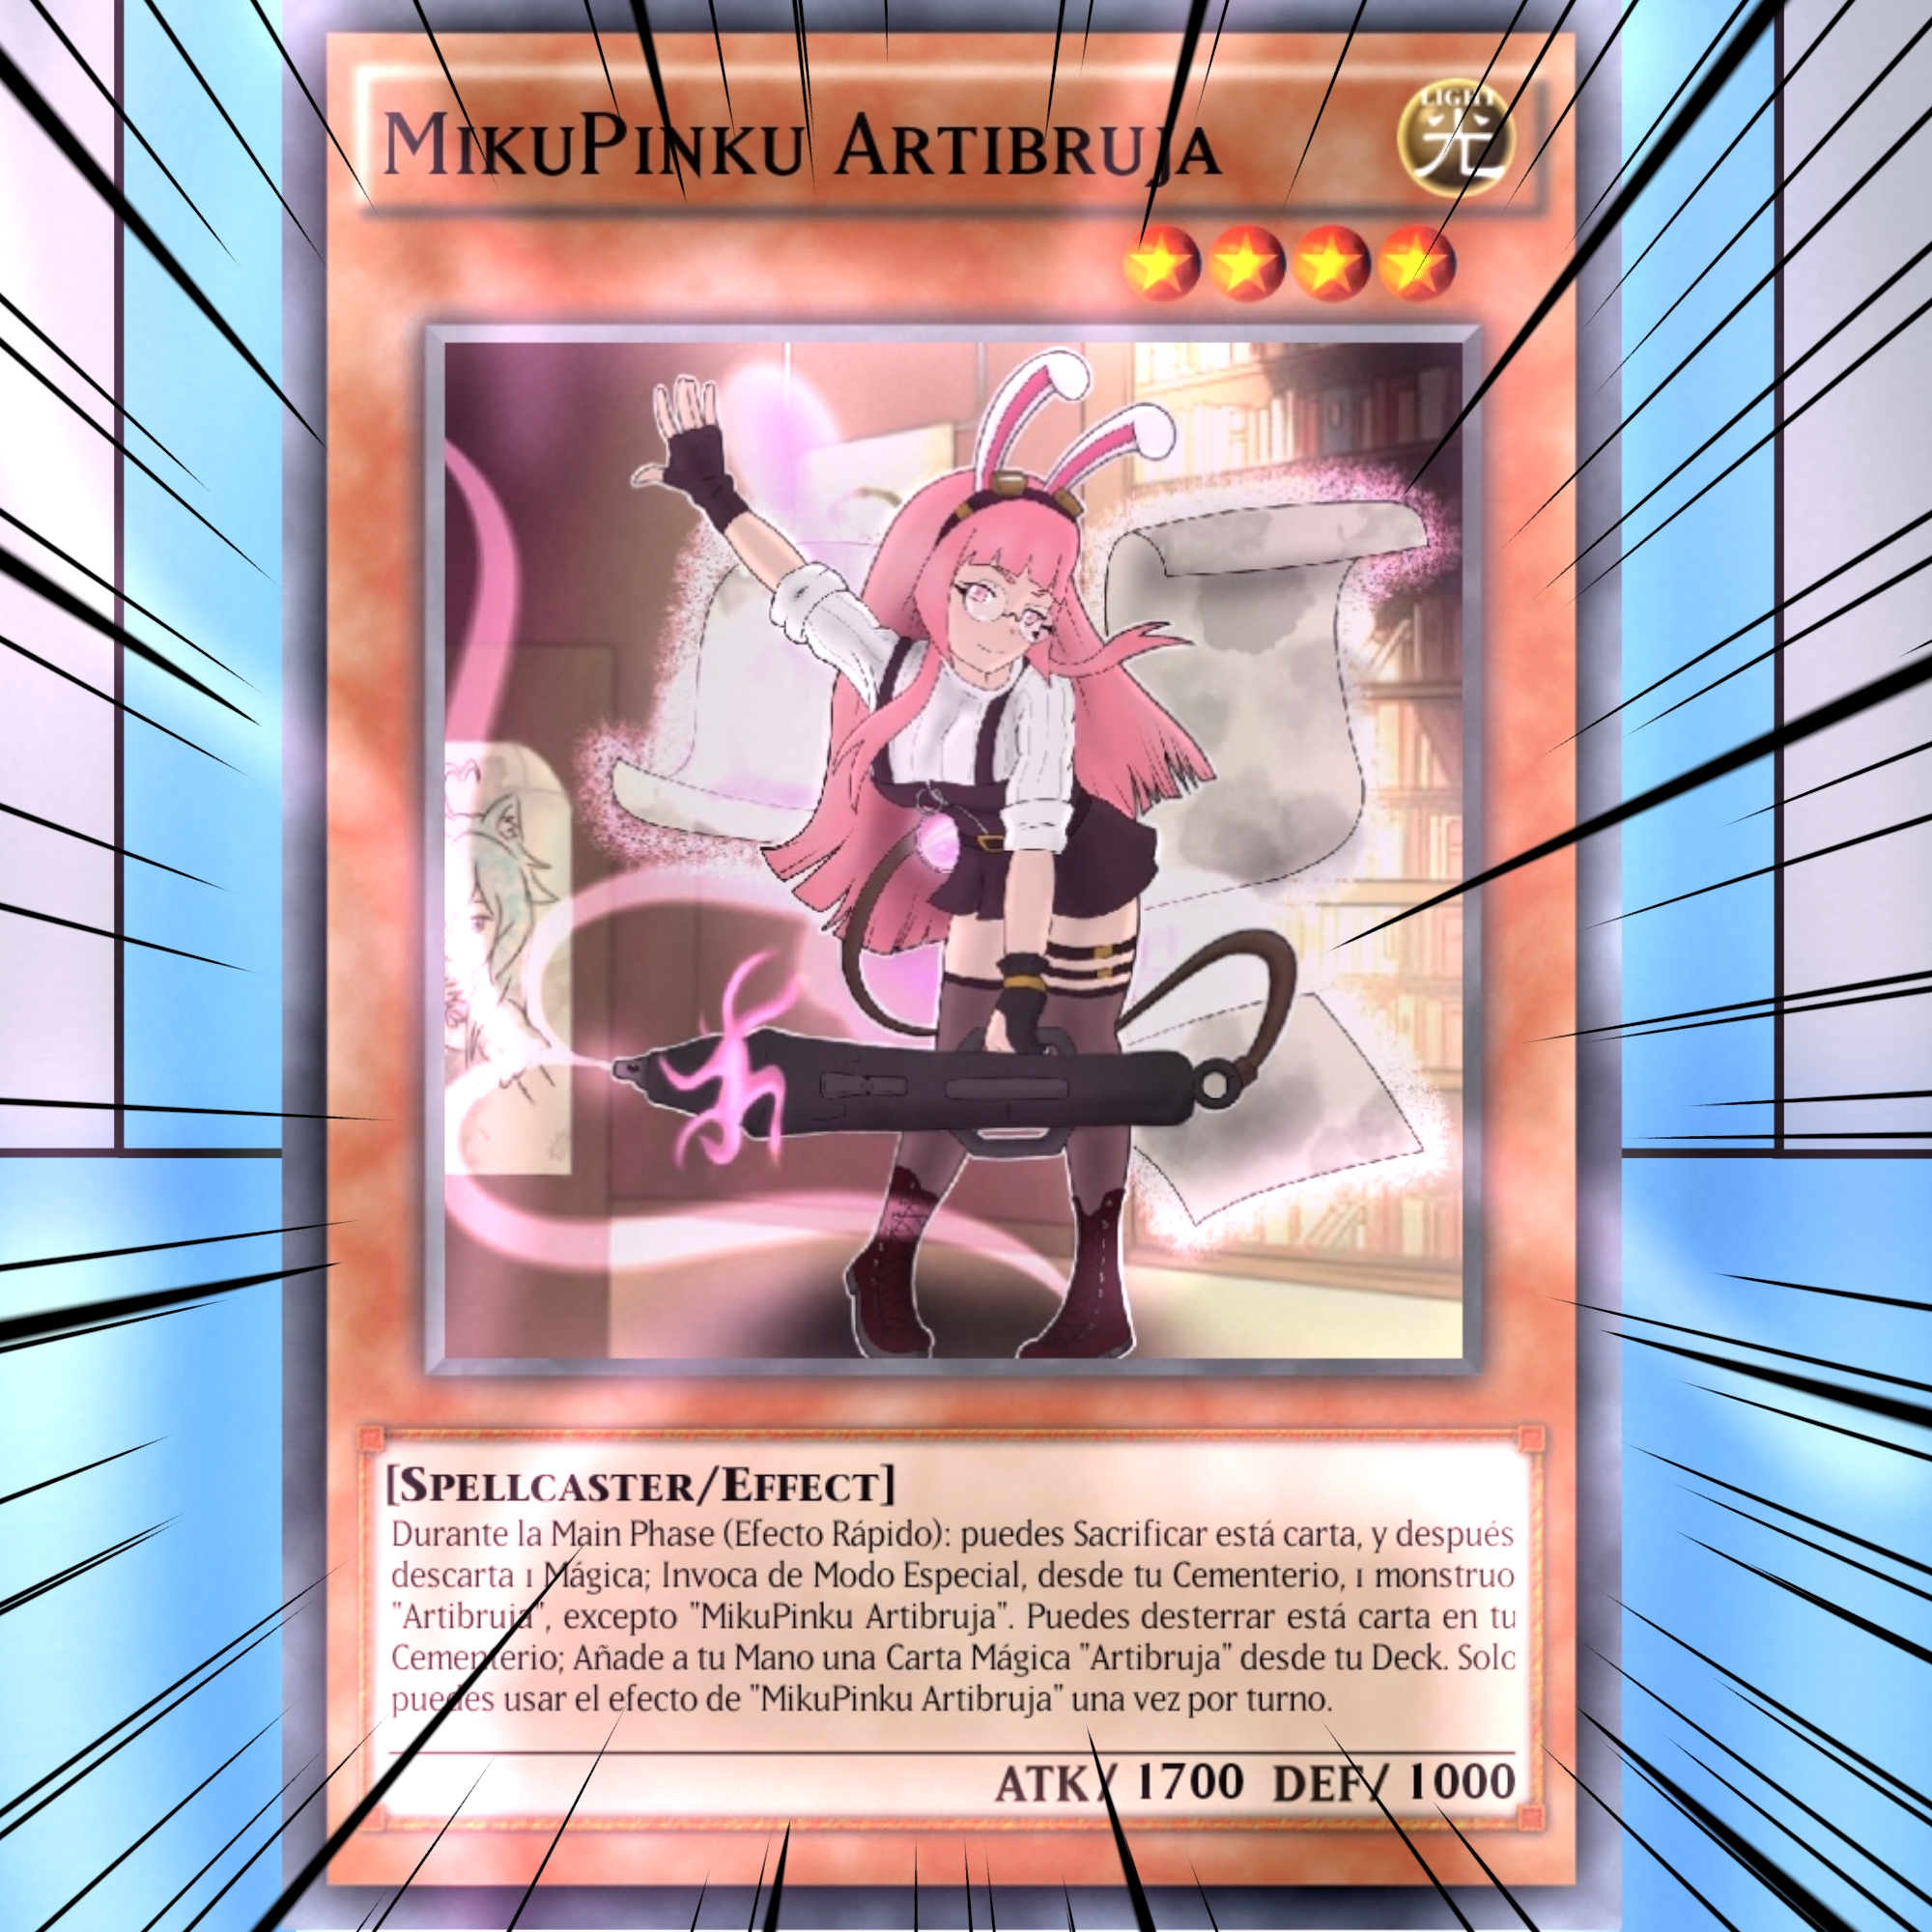 MikuPinku Artibruja
LIGHT
光
[Spellcaster/Effect]
Durante la Main Phase (Efecto Rápido): puedes Sacrificar está carta, y después
descarta 1 Mágica; Invoca de Modo Especial, desde tu Cementerio, 1 monstruo
"Artibruja", excepto "MikuPinku Artibruja". Puedes desterrar está carta en tu
Cementerio; Añade a tu Mano una Carta Mágica "Artibruja" desde tu Deck. Solo
puedes usar el efecto de "MikuPinku Artibruja" una vez por turno.
ATK/ 1700 DEF/ 1000